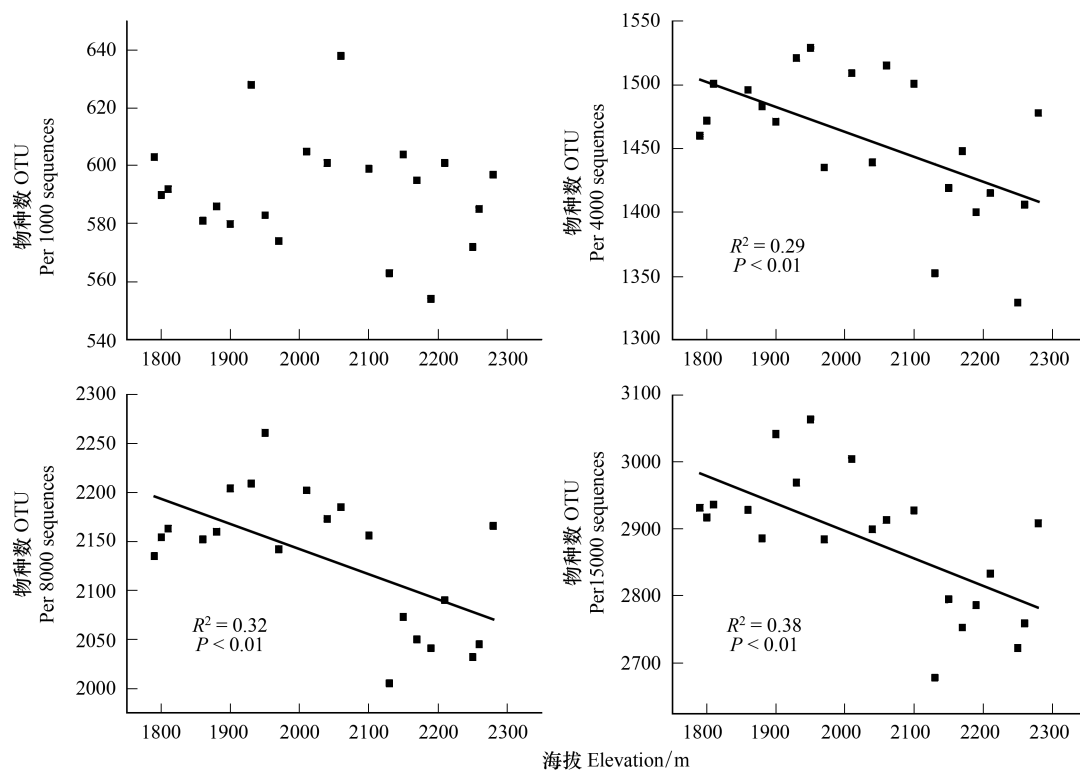 物种数 OTU
Per 1000 sequences
640
620
600
580
560
540
1800 1900 2000 2100 2200 2300
物种数 OTU
Per 4000 sequences
1550
1500
1450
1400
1350
1300
R² = 0.29
P < 0.01
1800 1900 2000 2100 2200 2300
物种数 OTU
Per 8000 sequences
2300
2250
2200
2150
2100
2050
2000
R² = 0.32
P < 0.01
1800 1900 2000 2100 2200 2300
物种数 OTU
Per15000 sequences
3100
3000
2900
2800
2700
R² = 0.38
P < 0.01
1800 1900 2000 2100 2200 2300
海拔 Elevation/m